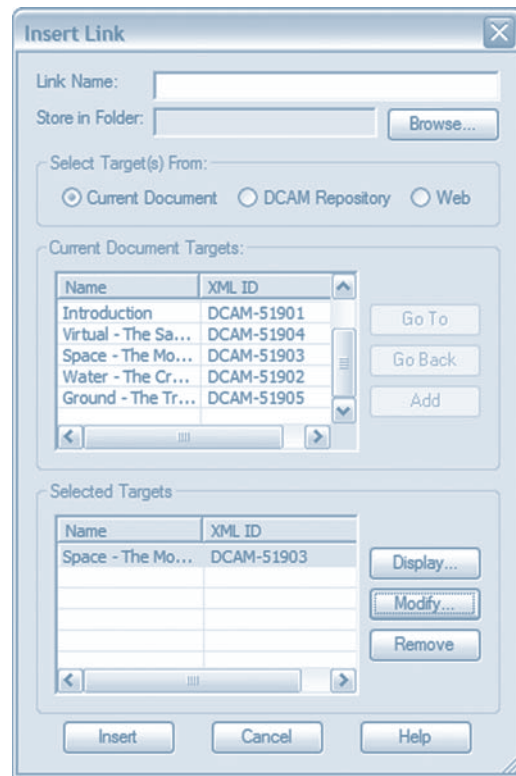 Insert Link
Link Name:
Store in Folder:
Browse...
Select Target(s) From:
Current Document DCAM Repository Web
Current Document Targets:
Name XML ID
Introduction DCAM-51901
Virtual - The Sa... DCAM-51904
Space - The Mo... DCAM-51903
Water - The Cr... DCAM-51902
Ground - The Tr... DCAM-51905
Go To
Go Back
Add
Selected Targets
Name XML ID
Space - The Mo... DCAM-51903
Display...
Modify...
Remove
Insert Cancel Help